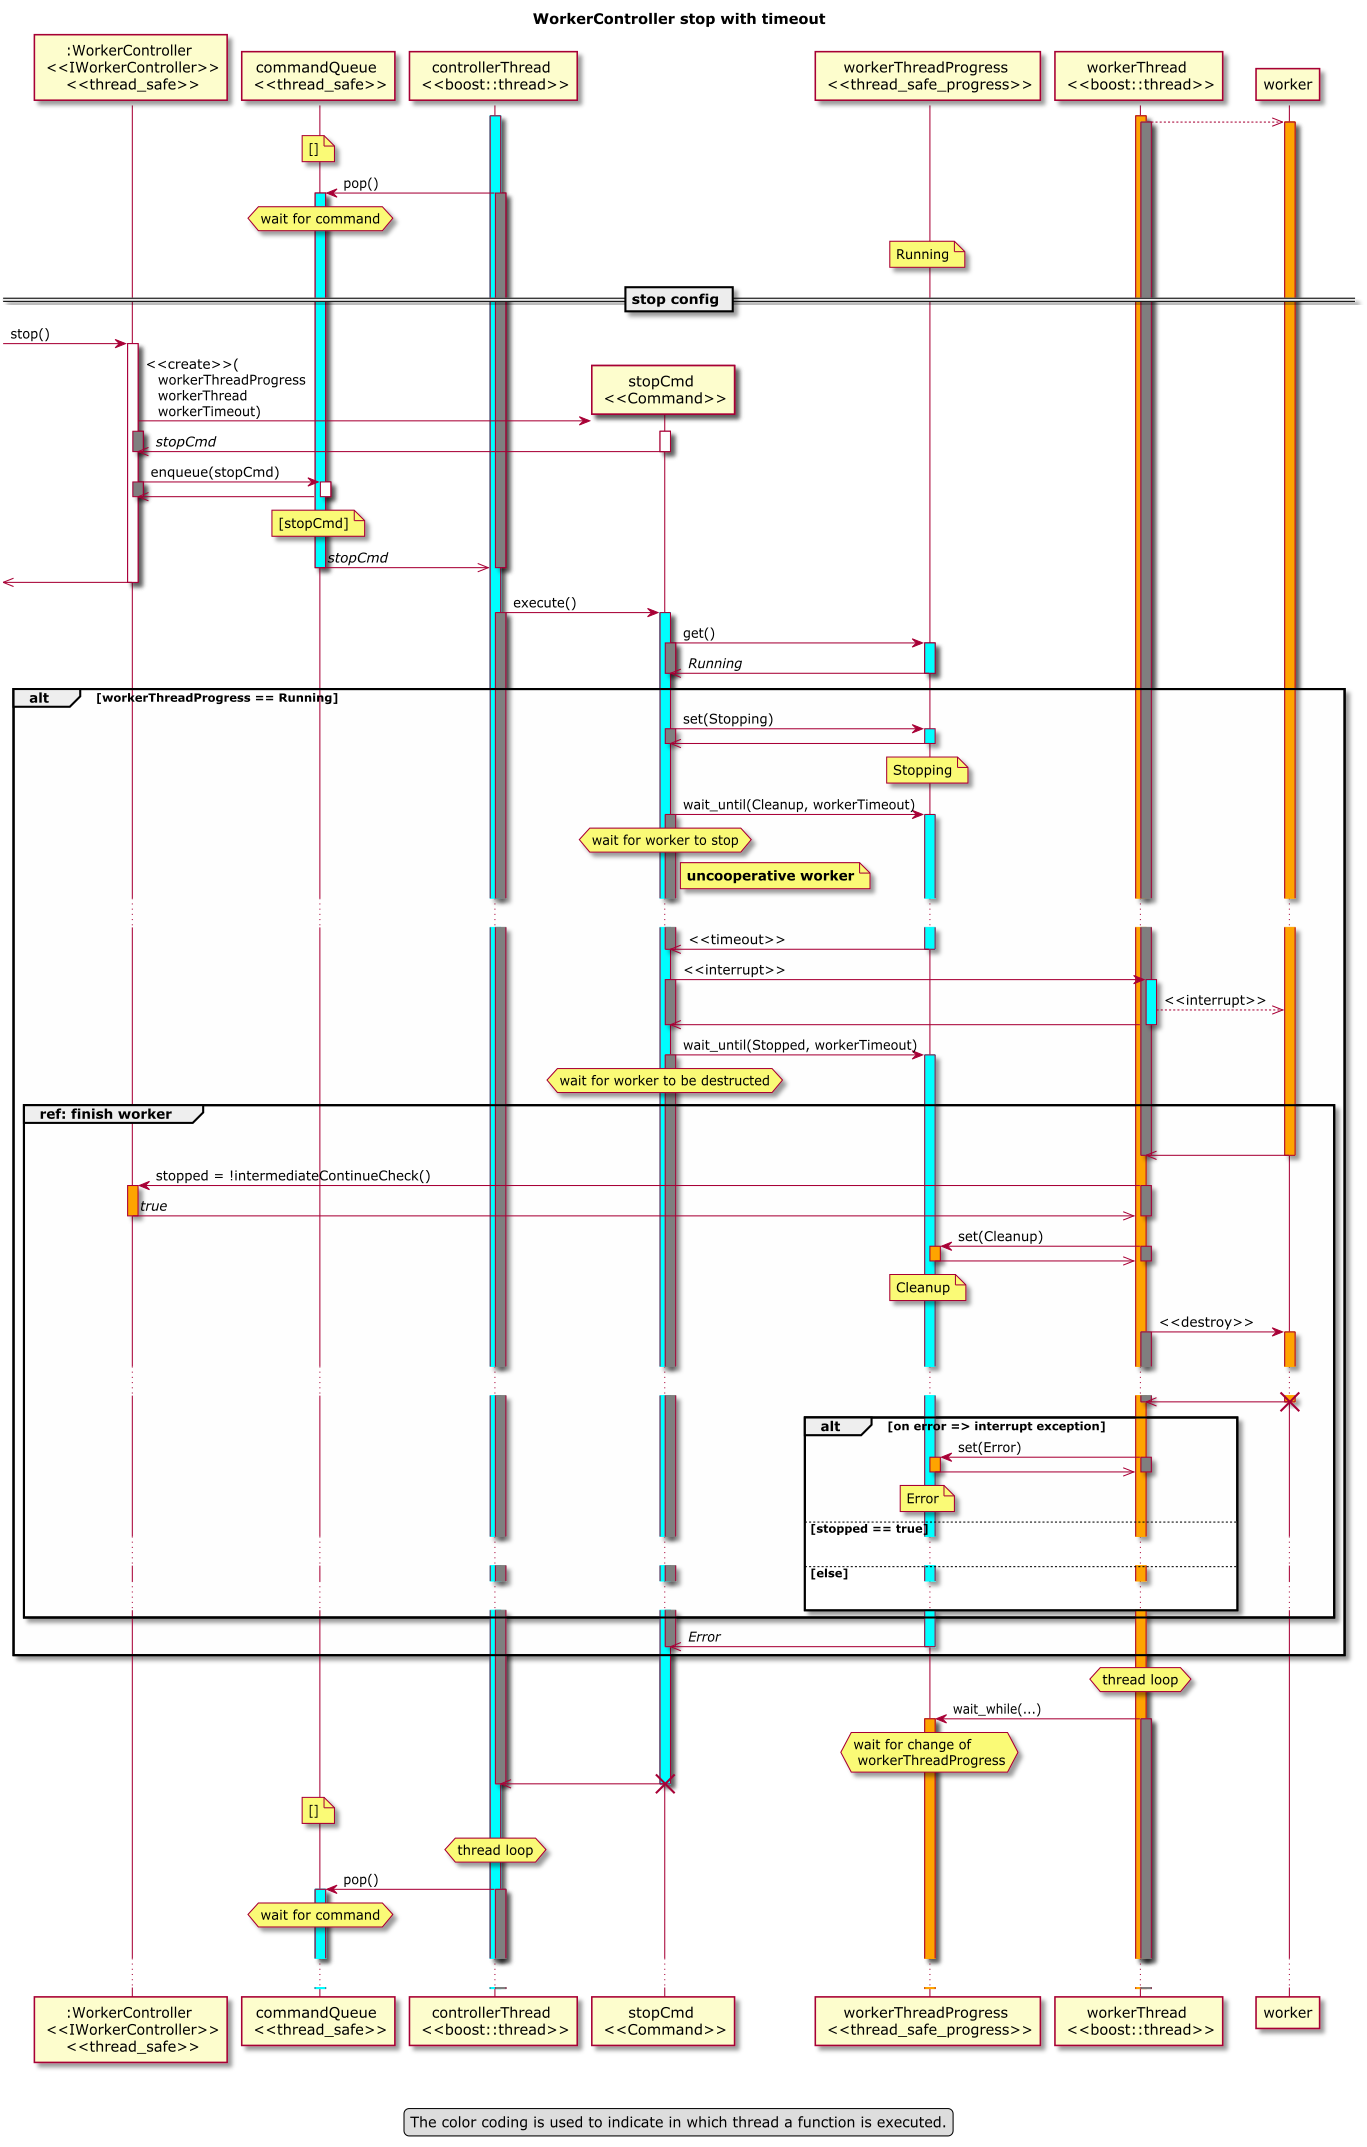 WorkerController stop with timeout
:WorkerController
<<IWorkerController>>
<<thread_safe>>
commandQueue
<<thread_safe>>
controllerThread
<<boost::thread>>
workerThreadProgress
<<thread_safe_progress>>
workerThread
<<boost::thread>>
worker
[]
pop()
wait for command
Running
stop config
stop()
<<create>>(
workerThreadProgress
workerThread
workerTimeout)
stopCmd
<<Command>>
stopCmd
enqueue(stopCmd)
[stopCmd]
stopCmd
execute()
get()
Running
alt
[workerThreadProgress == Running]
set(Stopping)
Stopping
wait_until(Cleanup, workerTimeout)
wait for worker to stop
uncooperative worker
<<timeout>>
<<interrupt>>
<<interrupt>>
wait_until(Stopped, workerTimeout)
wait for worker to be destructed
ref: finish worker
stopped = !intermediateContinueCheck()
true
set(Cleanup)
Cleanup
<<destroy>>
alt
[on error => interrupt exception]
set(Error)
Error
[stopped == true]
[else]
Error
thread loop
wait_while(...)
wait for change of
workerThreadProgress
[]
thread loop
pop()
wait for command
:WorkerController
<<IWorkerController>>
<<thread_safe>>
commandQueue
<<thread_safe>>
controllerThread
<<boost::thread>>
stopCmd
<<Command>>
workerThreadProgress
<<thread_safe_progress>>
workerThread
<<boost::thread>>
worker
The color coding is used to indicate in which thread a function is executed.